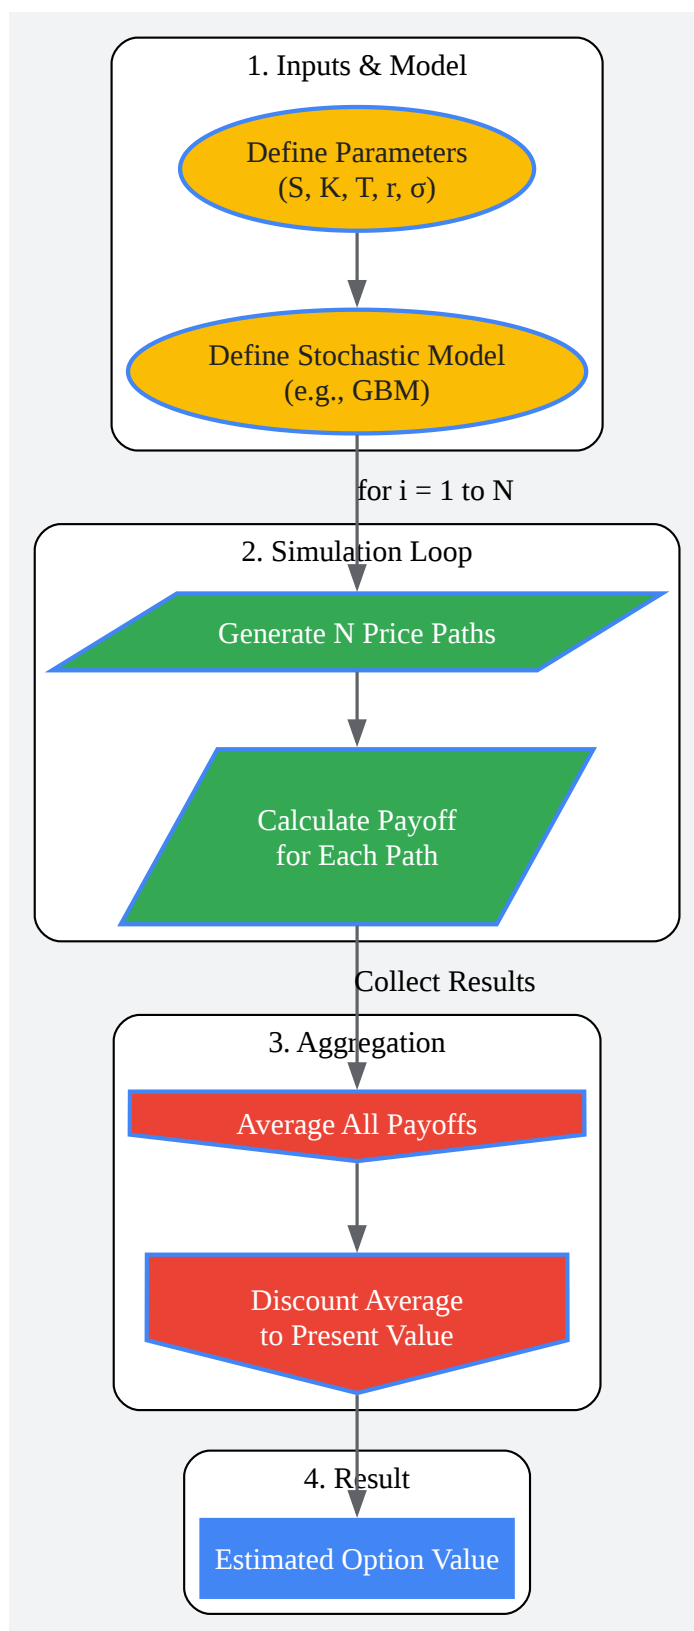 1. Inputs & Model
Define Parameters
(S, K, T, r, σ)
Define Stochastic Model
(e.g., GBM)
for i = 1 to N
2. Simulation Loop
Generate N Price Paths
Calculate Payoff
for Each Path
Collect Results
3. Aggregation
Average All Payoffs
Discount Average
to Present Value
4. Result
Estimated Option Value